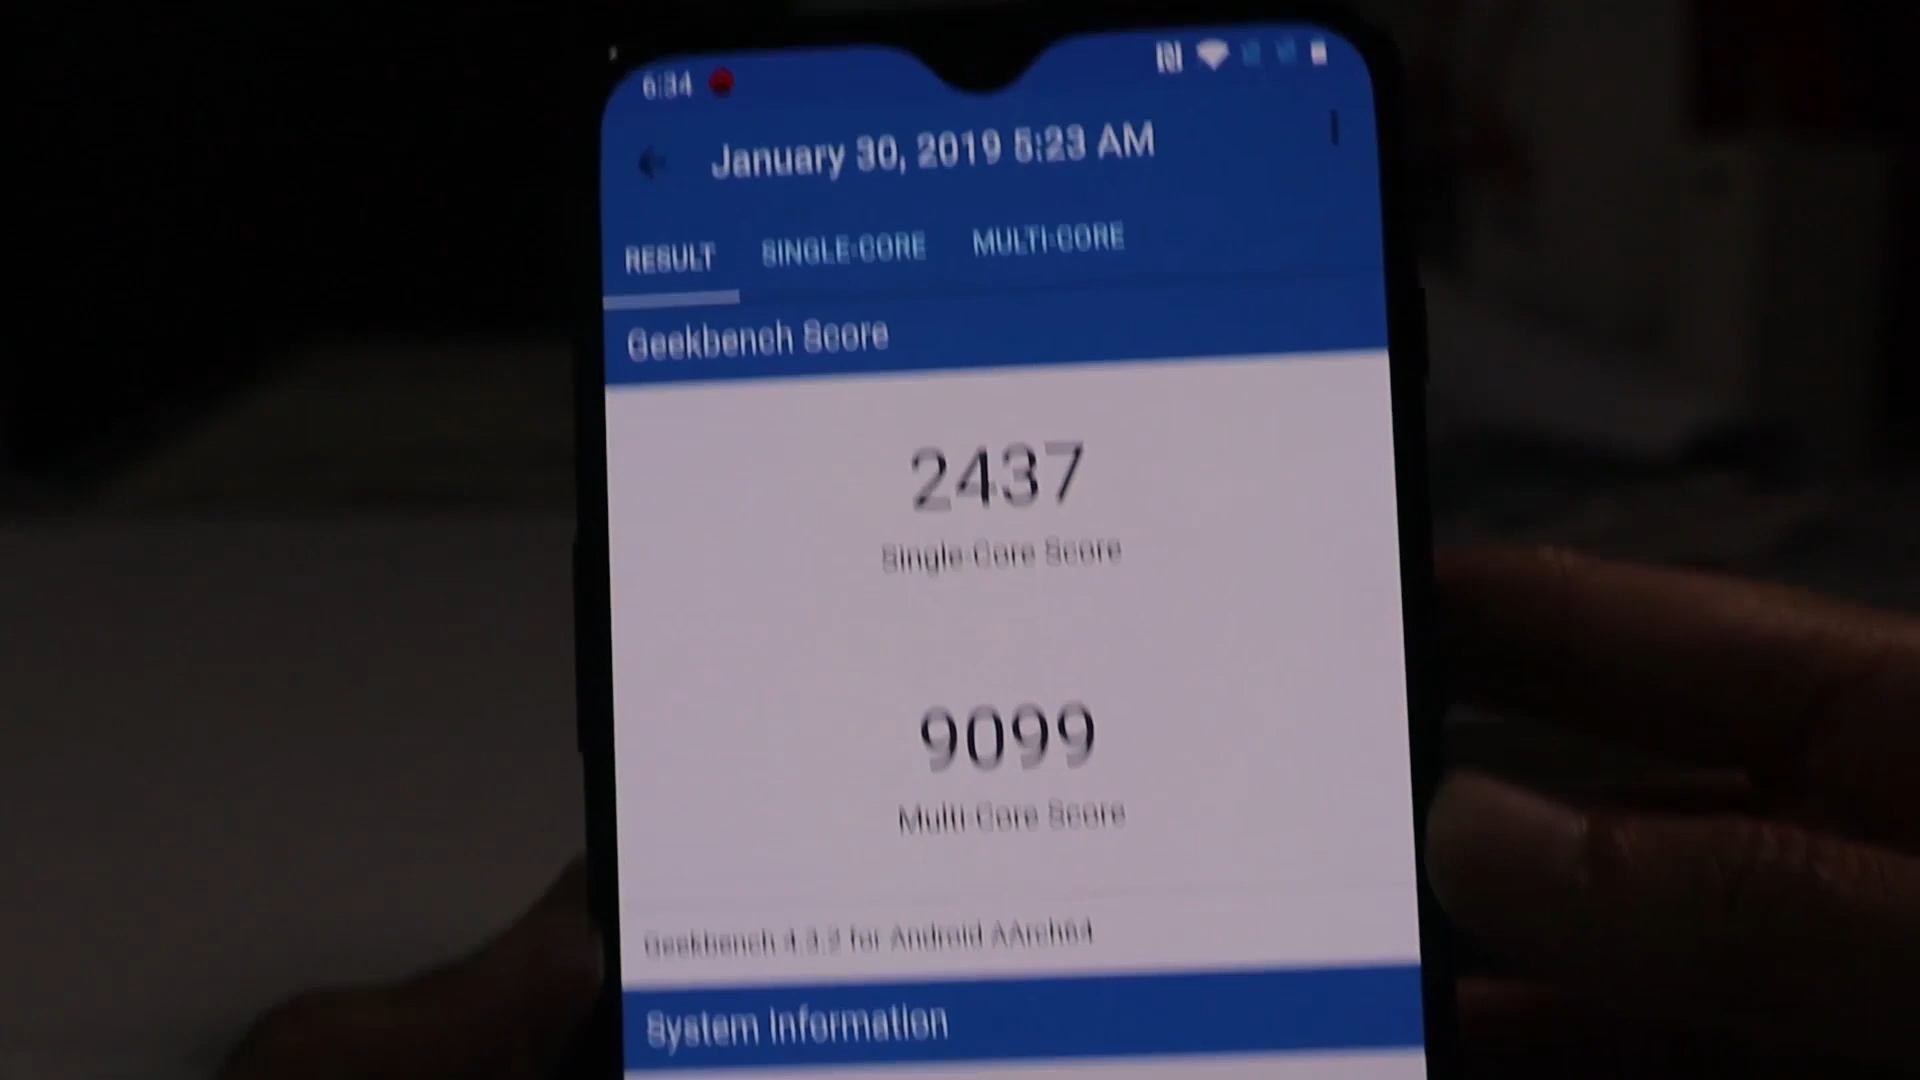 6:34
January 30, 2019 5:23 AM
RESULT SINGLE-CORE MULTI-CORE
Geekbench Score
2437
Single-Core Score
9099
Multi-Core Score
Geekbench 4.3.2 for Android AArch64
System Information